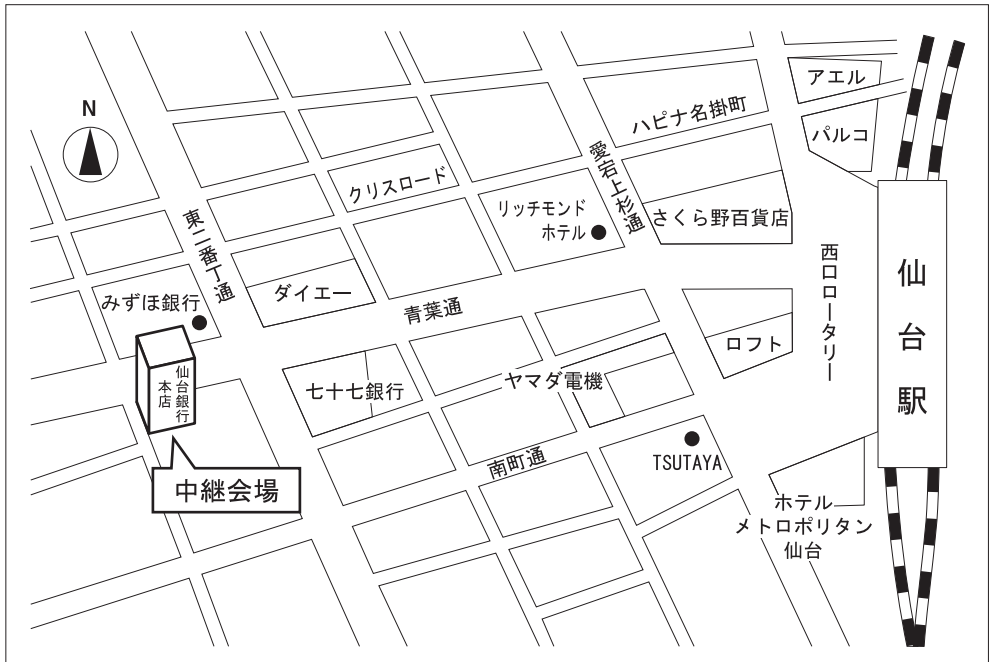 N
アエル
パルコ
ハピナ名掛町
愛宕上杉通
クリスロード
リッチモンド
ホテル
さくら野百貨店
東二番丁通
ダイエー
みずほ銀行
青葉通
西口ロータリー
仙台駅
ロフト
仙台銀行
本店
七十七銀行
ヤマダ電機
南町通
TSUTAYA
中継会場
ホテル
メトロポリタン
仙台